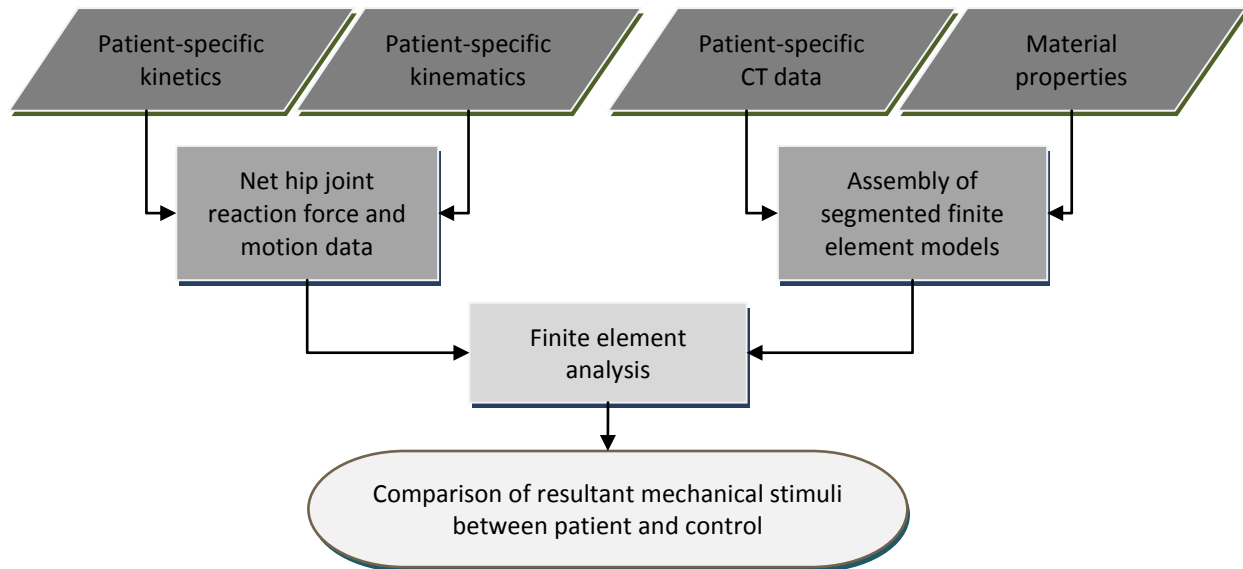 Patient-specific
kinetics
Patient-specific
kinematics
Patient-specific
CT data
Material
properties
Net hip joint
reaction force and
motion data
Assembly of
segmented finite
element models
Finite element
analysis
Comparison of resultant mechanical stimuli
between patient and control